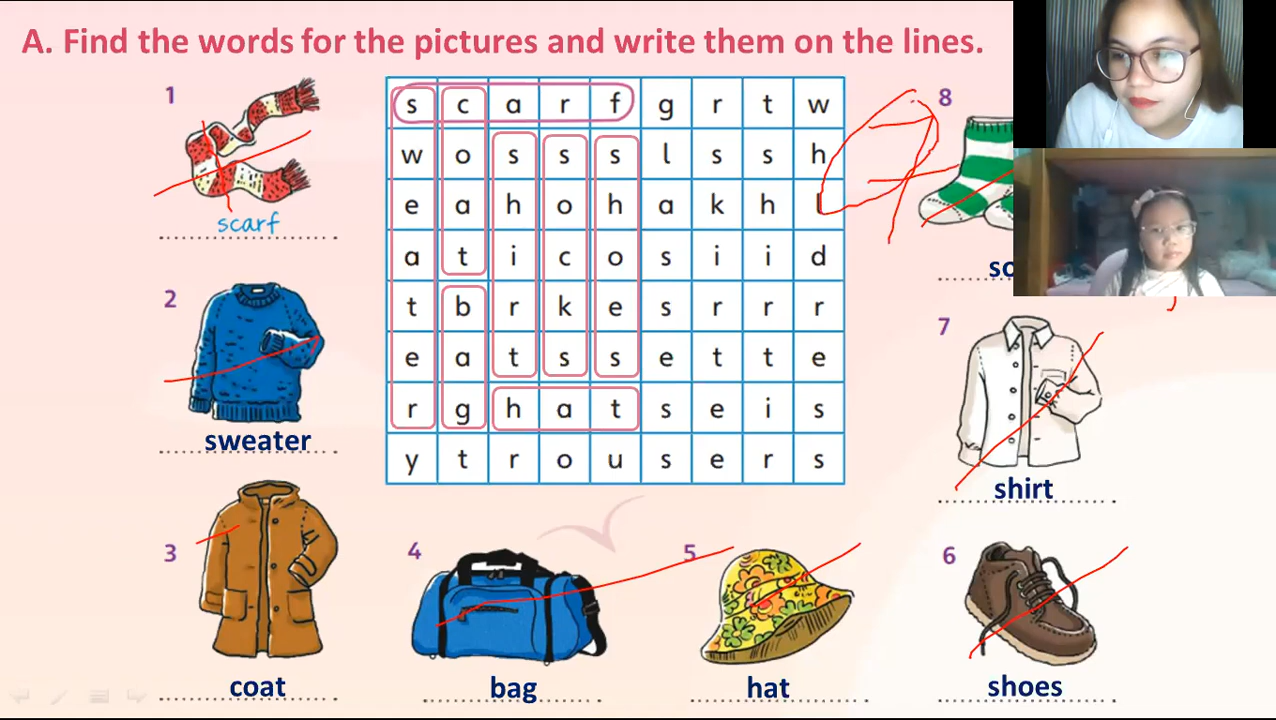 A. Find the words for the pictures and write them on the lines.
1
scarf
2
sweater
3
coat
4
bag
5
hat
6
shoes
7
shirt
8
so
s c a r f g r t w
w o s s s l s s h
e a h o h a k h l
a t i c o s i i d
t b r k e s r r r
e a t s s e t t e
r g h a t s e i s
y t r o u s e r s